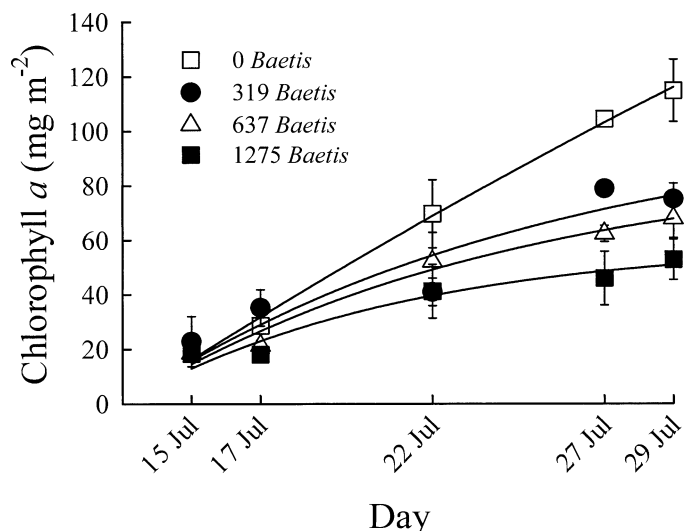 140
120
100
80
60
40
20
0
Chlorophyll a (mg m-2)
0 Baetis
319 Baetis
637 Baetis
1275 Baetis
15 Jul
17 Jul
22 Jul
27 Jul
29 Jul
Day